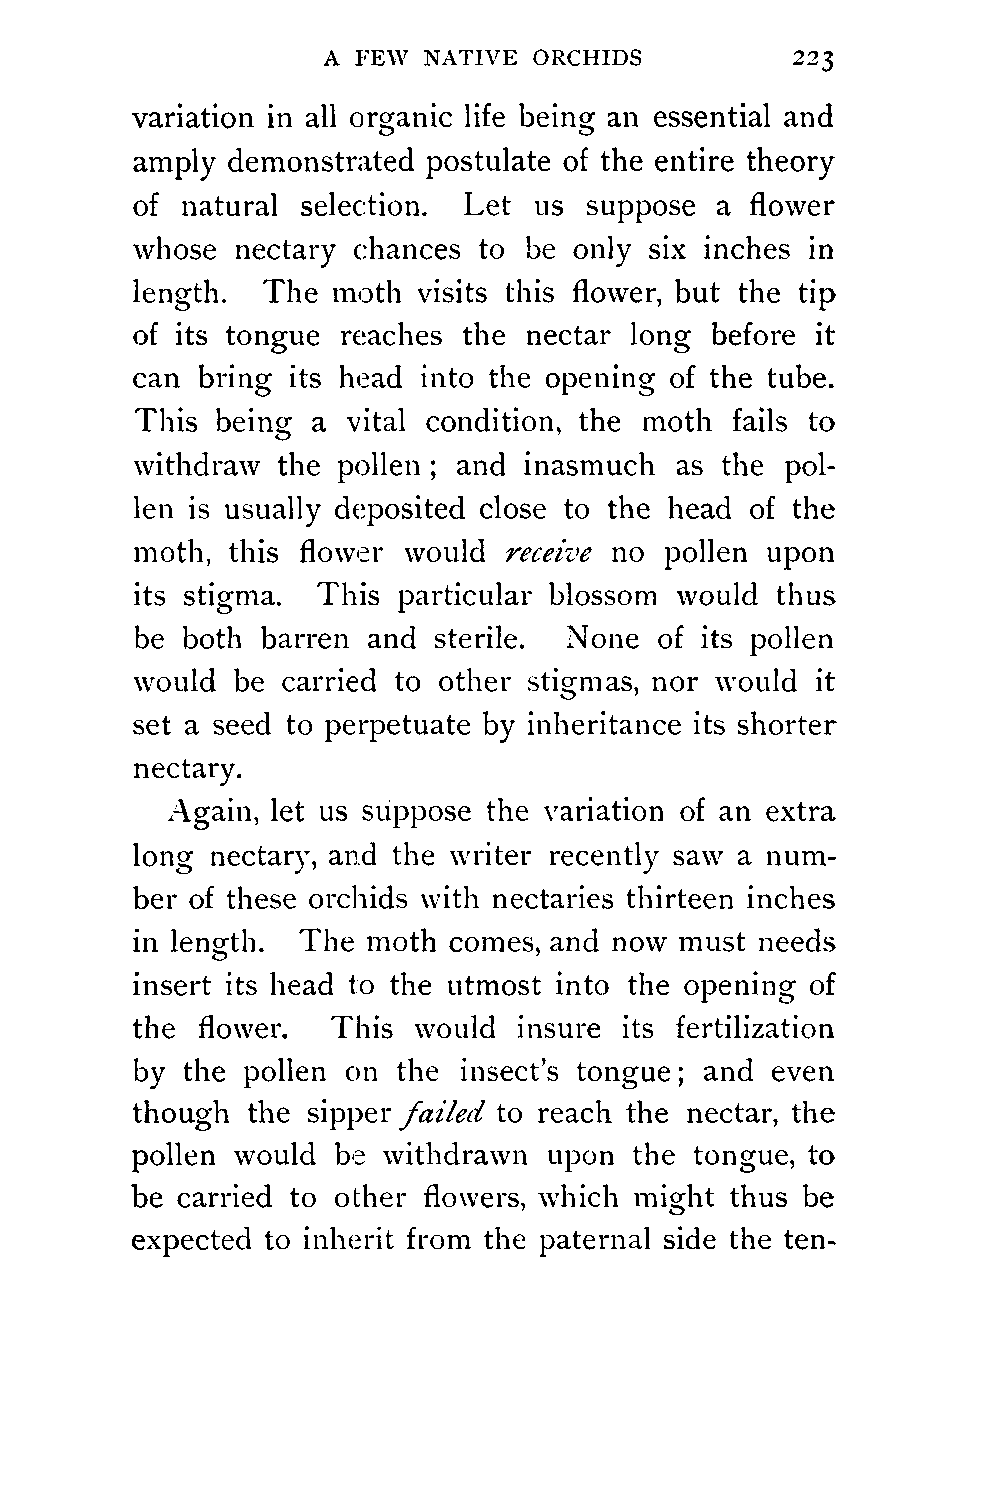 A FEW NATIVE ORCHIDS 223
variation in all organic life being an essential and
amply demonstrated postulate of the entire theory
of natural selection. Let us suppose a flower
whose nectary chances to be only six inches in
length. The moth visits this flower, but the tip
of its tongue reaches the nectar long before it
can bring its head into the opening of the tube.
This being a vital condition, the moth fails to
withdraw the pollen; and inasmuch as the pol-
len is usually deposited close to the head of the
moth, this flower would receive no pollen upon
its stigma. This particular blossom would thus
be both barren and sterile. None of its pollen
would be carried to other stigmas, nor would it
set a seed to perpetuate by inheritance its shorter
nectary.
Again, let us suppose the variation of an extra
long nectary, and the writer recently saw a num-
ber of these orchids with nectaries thirteen inches
in length. The moth comes, and now must needs
insert its head to the utmost into the opening of
the flower. This would insure its fertilization
by the pollen on the insect's tongue; and even
though the sipper failed to reach the nectar, the
pollen would be withdrawn upon the tongue, to
be carried to other flowers, which might thus be
expected to inherit from the paternal side the ten-